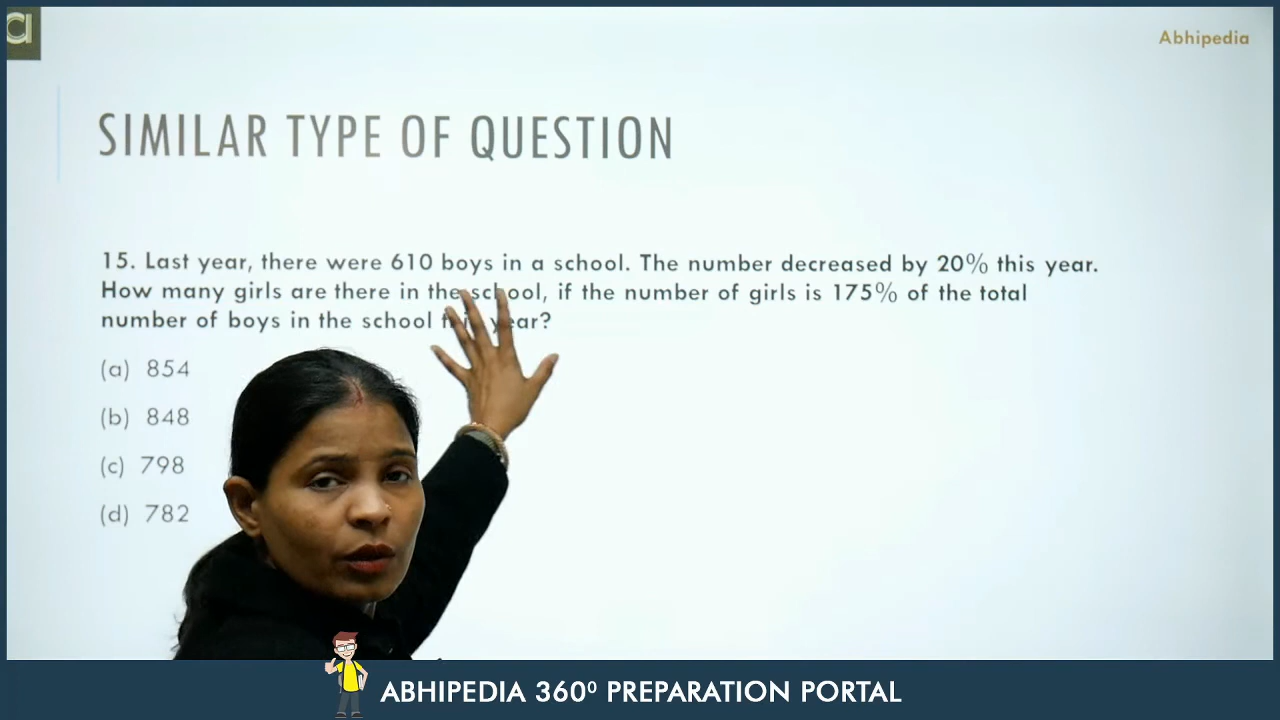 a
Abhipedia
SIMILAR TYPE OF QUESTION
15. Last year, there were 610 boys in a school. The number decreased by 20% this year.
How many girls are there in the school, if the number of girls is 175% of the total
number of boys in the school this year?
(a) 854
(b) 848
(c) 798
(d) 782
ABHIPEDIA 360⁰ PREPARATION PORTAL